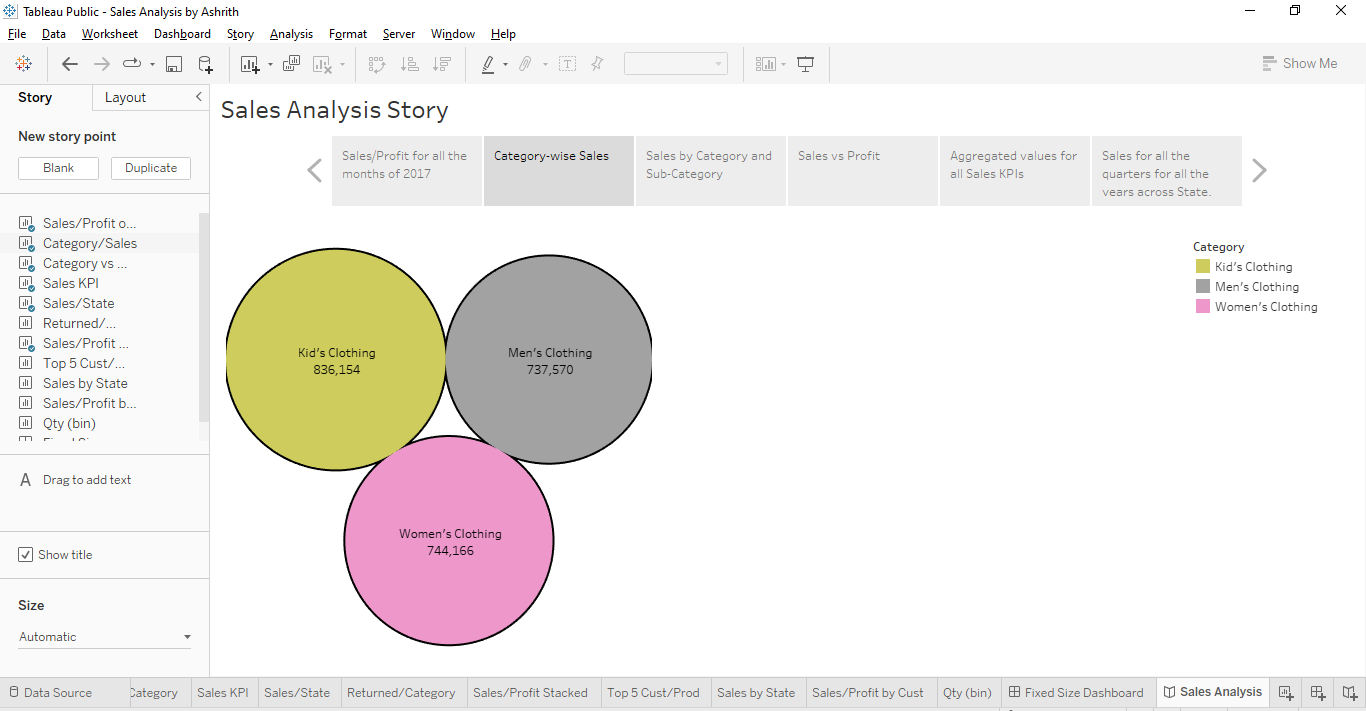 Tableau Public - Sales Analysis by Ashrith
File Data Worksheet Dashboard Story Analysis Format Server Window Help
Show Me
Story Layout
New story point
Blank Duplicate
Sales/Profit o...
Category/Sales
Category vs ...
Sales KPI
Sales/State
Returned/...
Sales/Profit ...
Top 5 Cust/...
Sales by State
Sales/Profit b...
Qty (bin)
A Drag to add text
Show title
Size
Automatic
Sales Analysis Story
Sales/Profit for all the
months of 2017
Category-wise Sales
Sales by Category and
Sub-Category
Sales vs Profit
Aggregated values for
all Sales KPIs
Sales for all the
quarters for all the
years across State.
Kid's Clothing
836,154
Men's Clothing
737,570
Women's Clothing
744,166
Category
Kid's Clothing
Men's Clothing
Women's Clothing
Data Source Category Sales KPI Sales/State Returned/Category Sales/Profit Stacked Top 5 Cust/Prod Sales by State Sales/Profit by Cust Qty (bin) Fixed Size Dashboard Sales Analysis